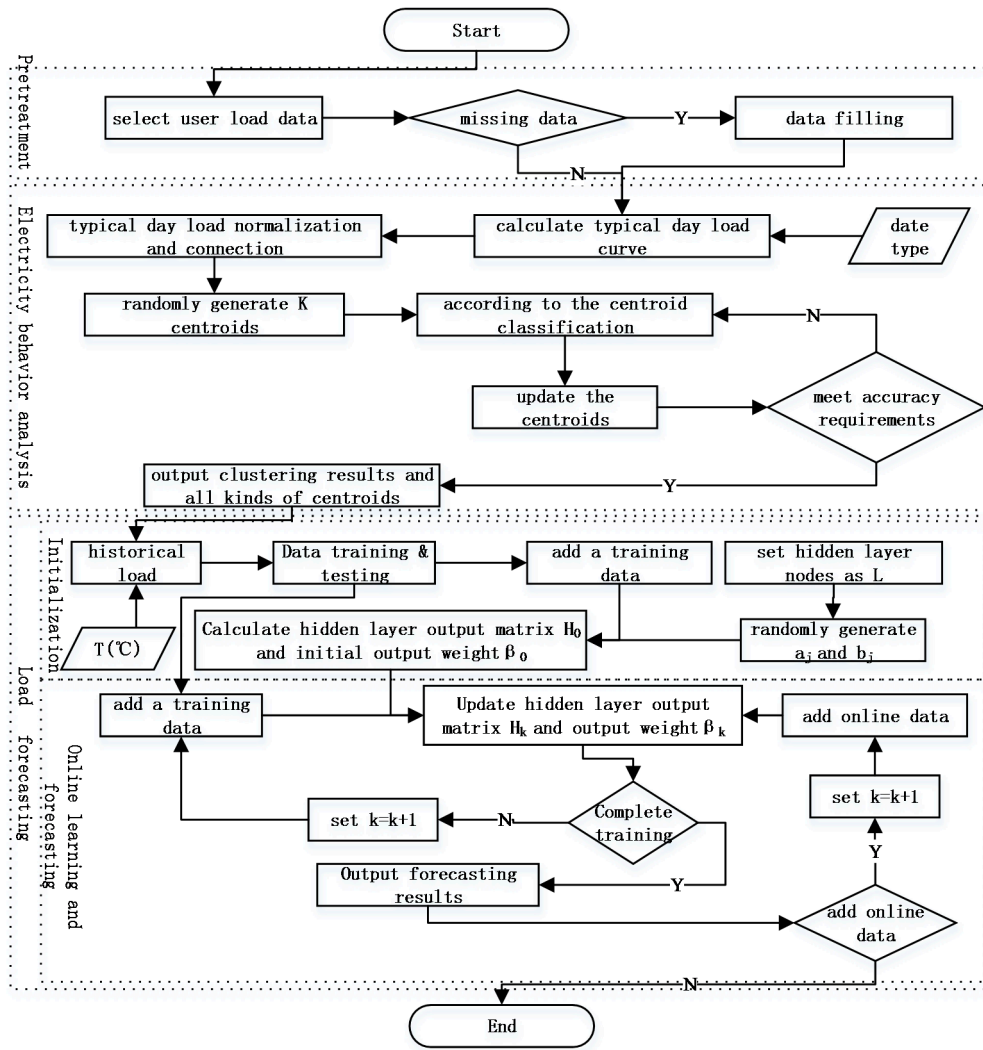 Start
Pretreatment
select user load data
missing data
Y
data filling
N
Electricity behavior analysis
typical day load normalization
and connection
calculate typical day load
curve
date
type
randomly generate K
centroids
according to the centroid
classification
N
update the
centroids
meet accuracy
requirements
output clustering results and
all kinds of centroids
Y
Load forecasting
Initialization
historical
load
Data training &
testing
add a training
data
set hidden layer
nodes as L
T(℃)
Calculate hidden layer output matrix H₀
and initial output weight β₀
randomly generate
aⱼ and bⱼ
Online learning and
forecasting
add a training
data
Update hidden layer output
matrix Hₖ and output weight βₖ
add online data
set k=k+1
N
Complete
training
set k=k+1
Y
Output forecasting
results
Y
add online
data
N
End